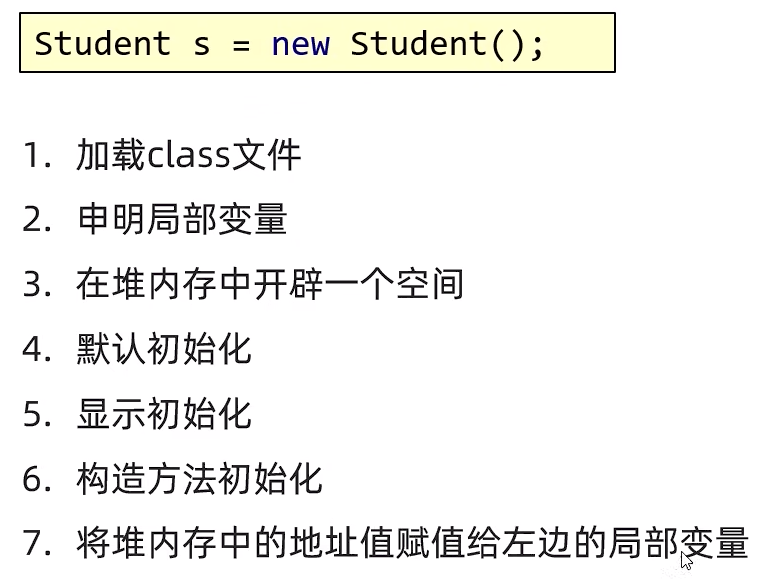 Student s = new Student();
1. 加载class文件
2. 申明局部变量
3. 在堆内存中开辟一个空间
4. 默认初始化
5. 显示初始化
6. 构造方法初始化
7. 将堆内存中的地址值赋值给左边的局部变量